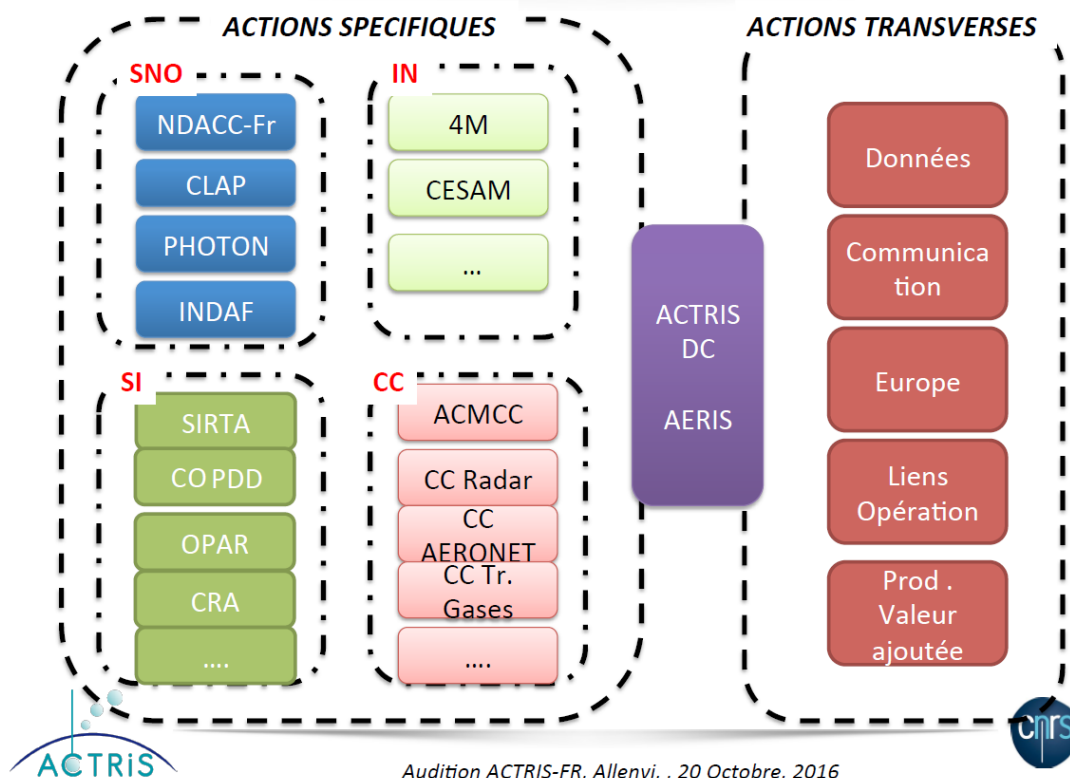 ACTIONS SPECIFIQUES
ACTIONS TRANSVERSES
SNO
NDACC-Fr
CLAP
PHOTON
INDAF
IN
4M
CESAM
...
SI
SIRTA
COPDD
OPAR
CRA
....
CC
ACMCC
CC Radar
CC
AERONET
CC Tr.
Gases
....
ACTRIS
DC
AERIS
Données
Communica
tion
Europe
Liens
Opération
Prod .
Valeur
ajoutée
ACTRiS
cnrs
Audition ACTRIS-FR, Allenvi, , 20 Octobre, 2016